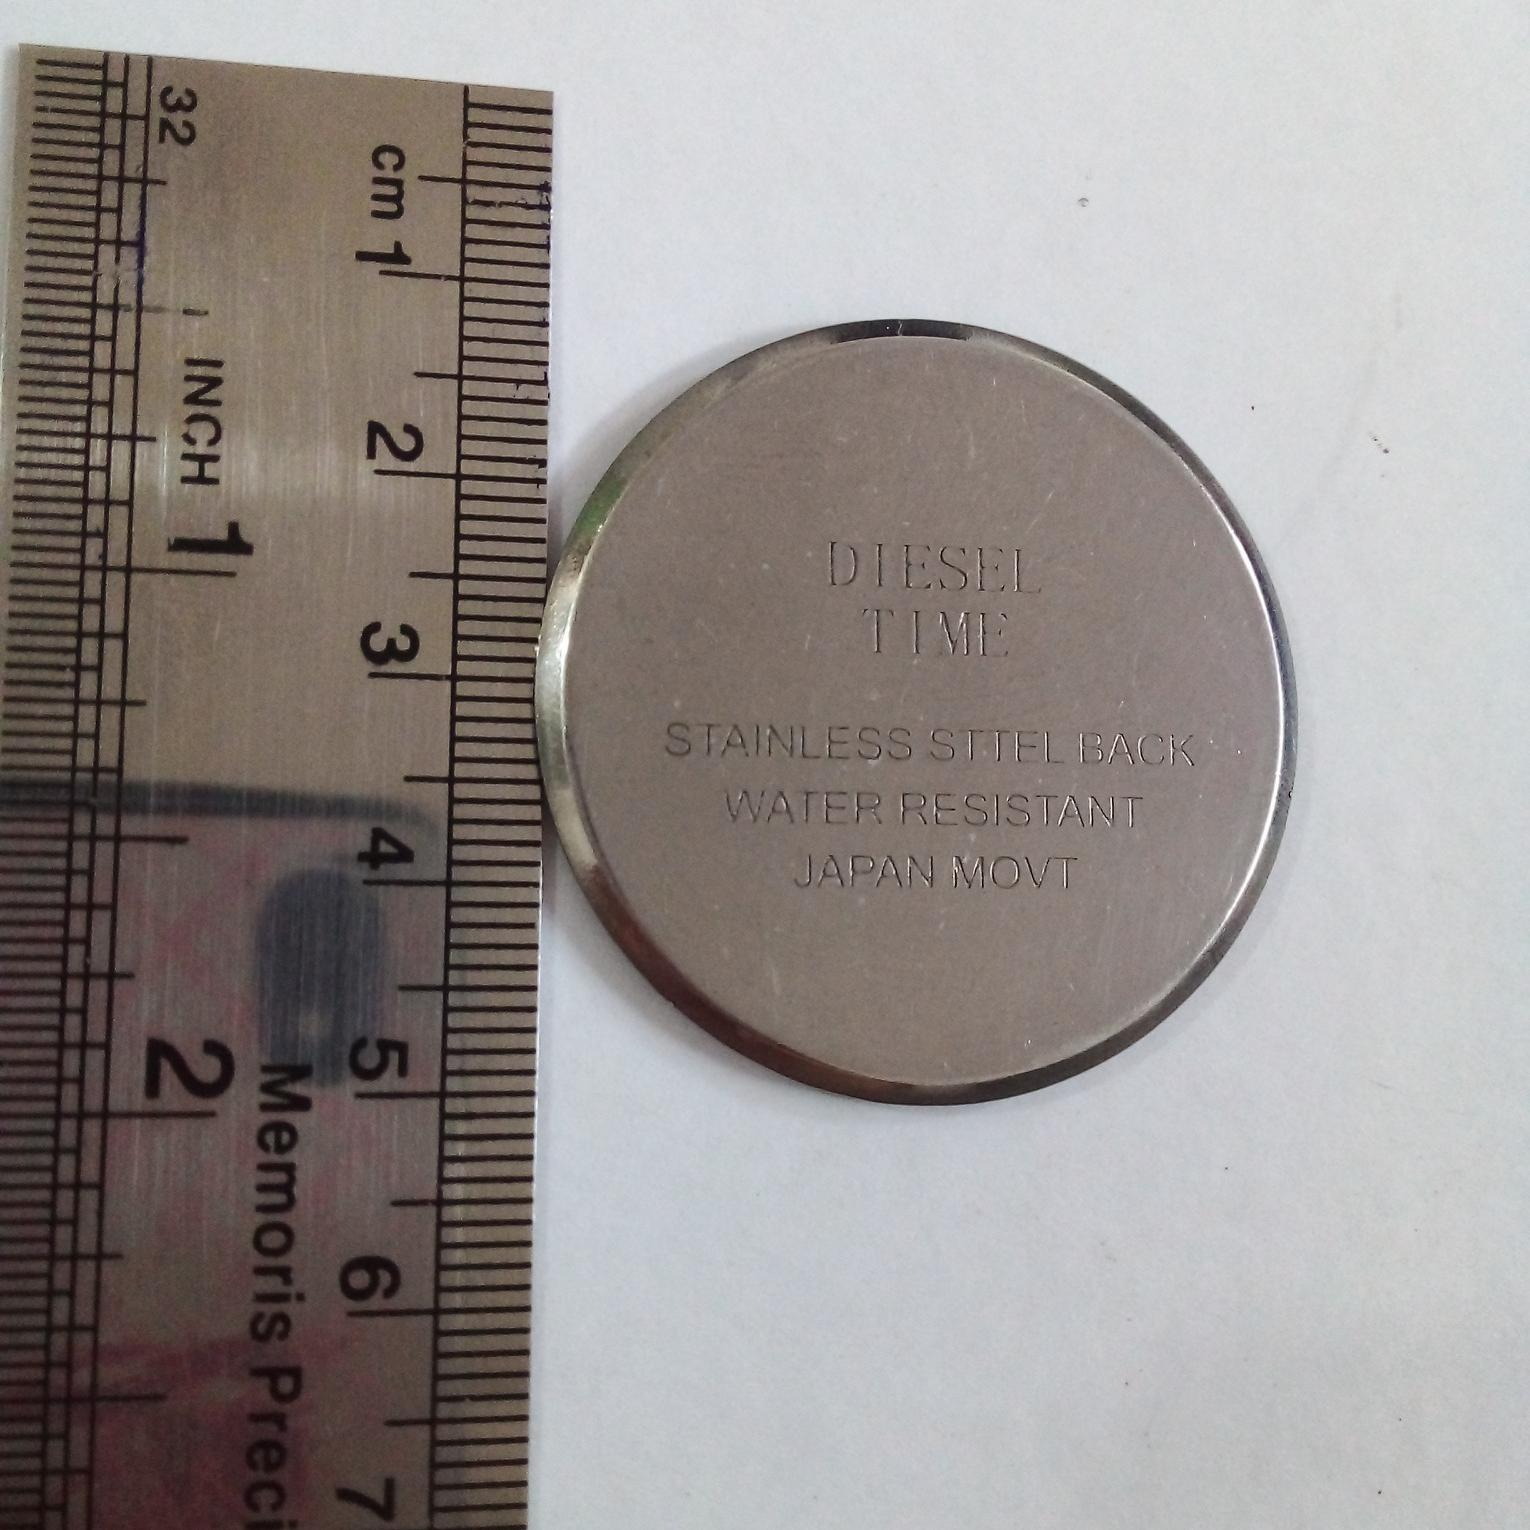 32
cm 1 2 3 4 5 6 7
INCH 1 2
Memoris Preci
DIESEL
TIME
STAINLESS STTEL BACK
WATER RESISTANT
JAPAN MOVT